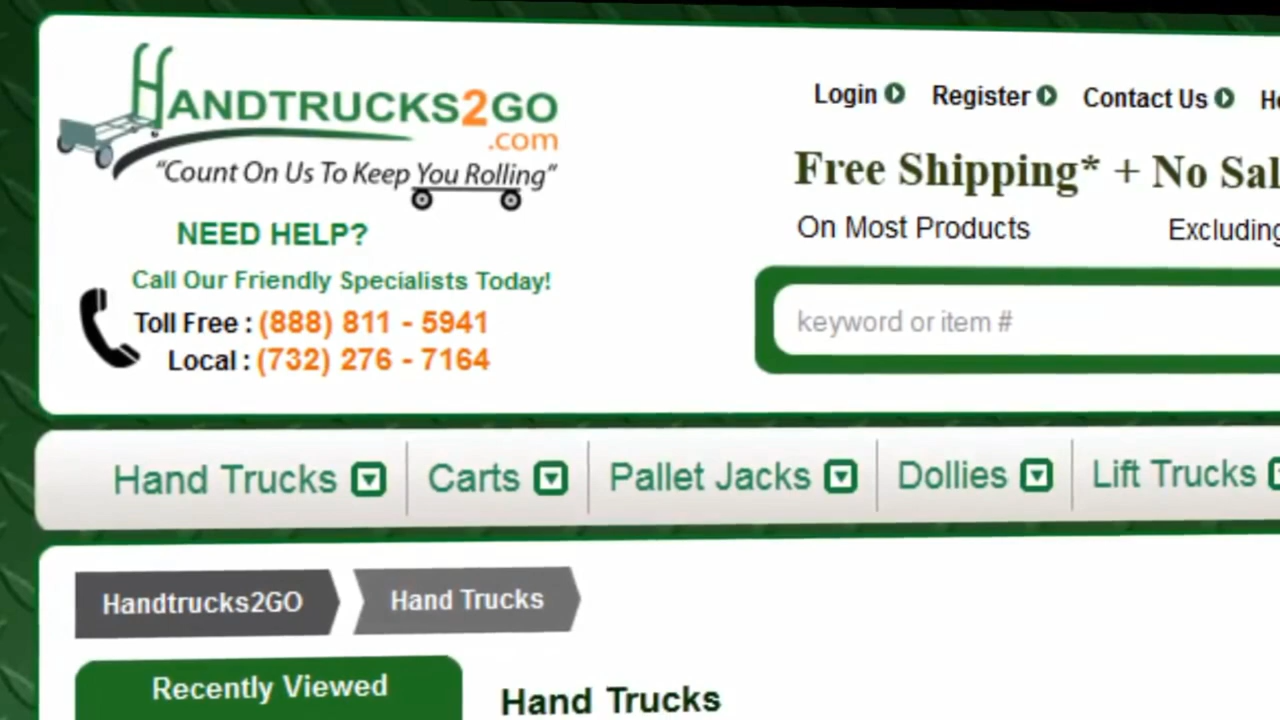 HANDTRUCKS2GO
.com
"Count On Us To Keep You Rolling"
NEED HELP?
Call Our Friendly Specialists Today!
Toll Free : (888) 811 - 5941
Local : (732) 276 - 7164
Login Register Contact Us
Free Shipping* + No
On Most Products Excluding
keyword or item #
Hand Trucks Carts Pallet Jacks Dollies Lift Trucks
Handtrucks2GO Hand Trucks
Recently Viewed
Hand Trucks